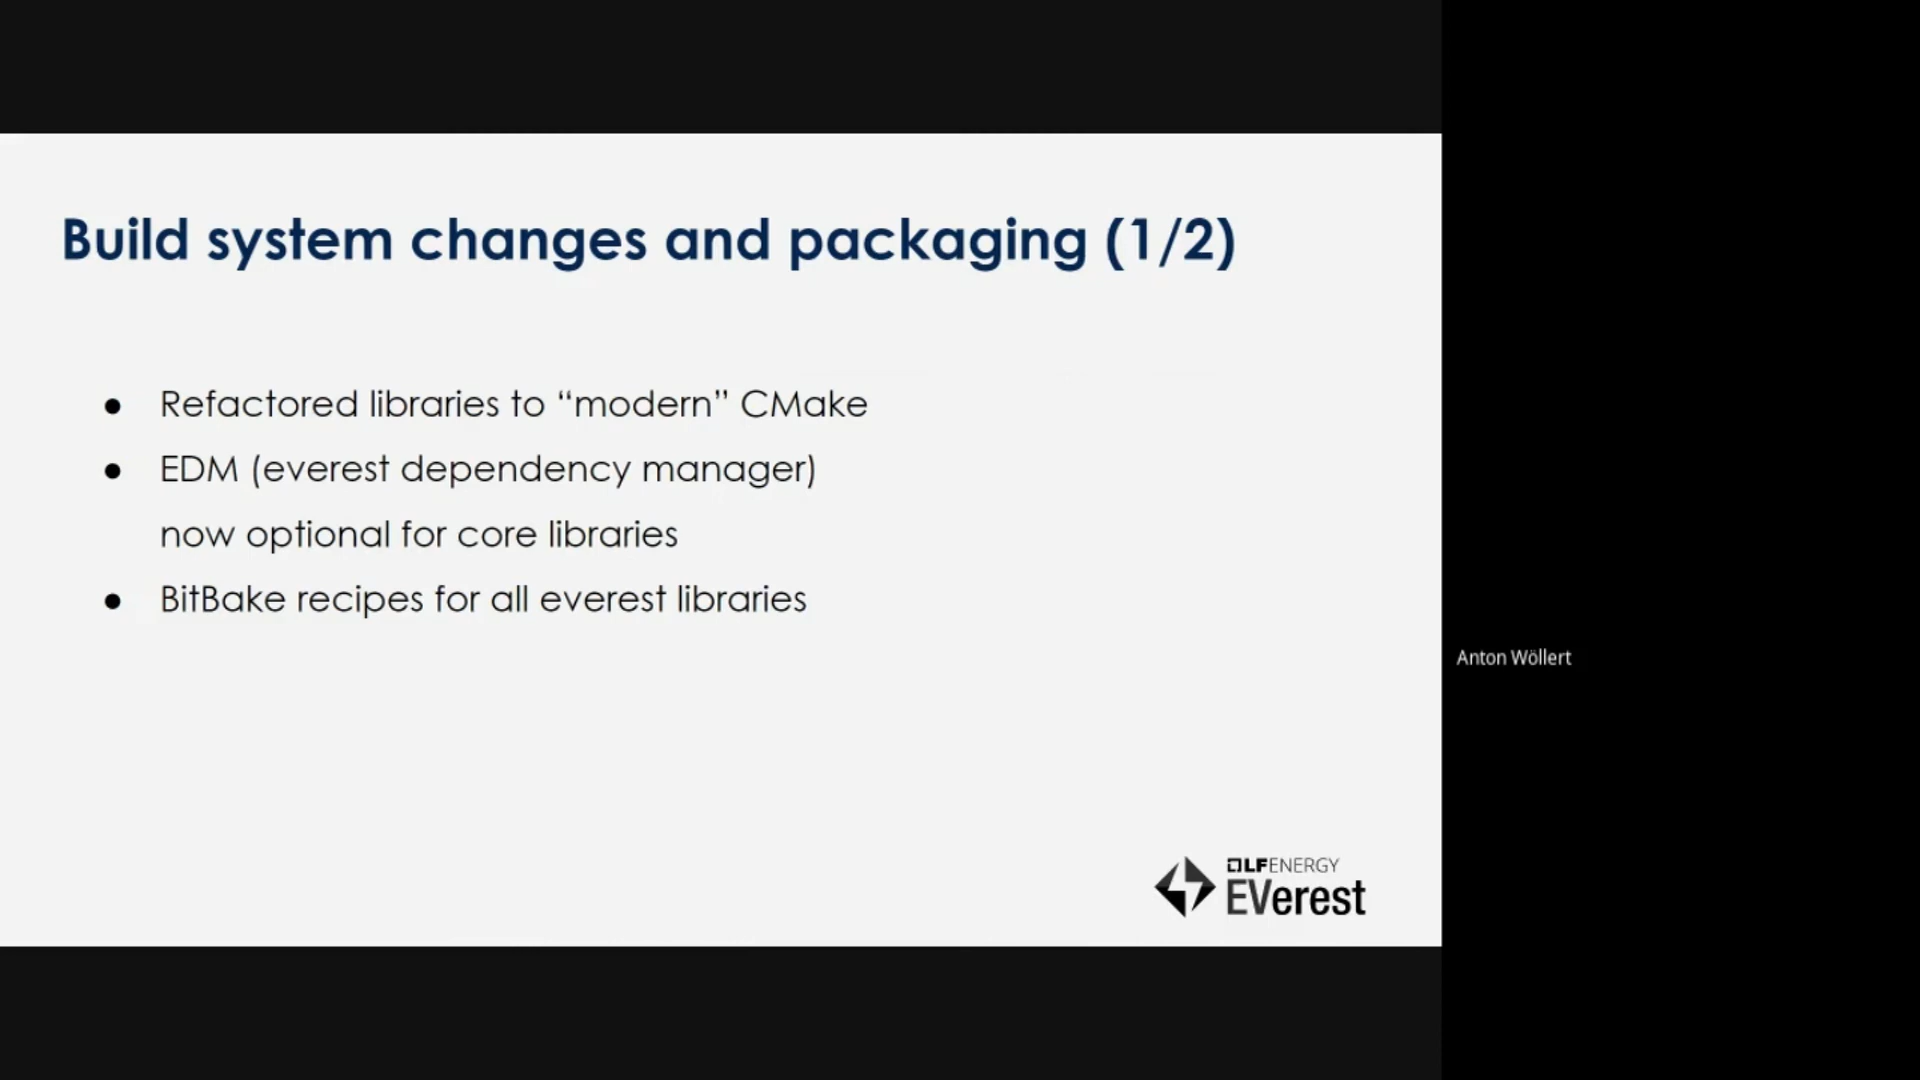 Build system changes and packaging (1/2)
● Refactored libraries to “modern” CMake
● EDM (everest dependency manager)
now optional for core libraries
● BitBake recipes for all everest libraries
Anton Wöllert
LFENERGY
EVerest